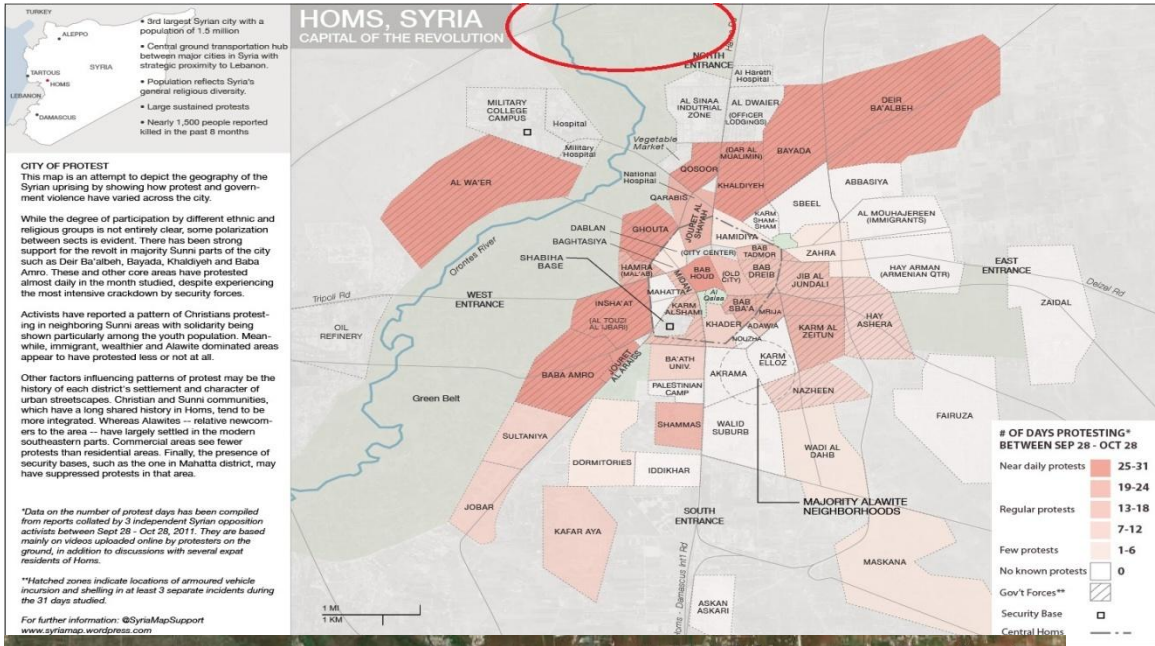 TURKEY
ALEPPO
SYRIA
TARTOUS
HOMS
LEBANON
DAMASCUS
• 3rd largest Syrian city with a
population of 1.5 million
• Central ground transportation hub
between major cities in Syria with
strategic proximity to Lebanon.
• Population reflects Syria's
general religious diversity.
• Large sustained protests
• Nearly 1,500 people reported
killed in the past 8 months
CITY OF PROTEST
This map is an attempt to depict the geography of the
Syrian uprising by showing how protest and govern-
ment violence have varied across the city.
While the degree of participation by different ethnic and
religious groups is not entirely clear, some polarization
between sects is evident. There has been strong
support for the revolt in majority Sunni parts of the city
such as Deir Ba'albeh, Bayada, Khaldiyeh and Baba
Amro. These and other core areas have protested
almost daily in the month studied, despite experiencing
the most intensive crackdown by security forces.
Activists have reported a pattern of Christians protest-
ing in neighboring Sunni areas with solidarity being
shown particularly among the youth population. Mean-
while, immigrant, wealthier and Alawite dominated areas
appear to have protested less or not at all.
Other factors influencing patterns of protest may be the
history of each district's settlement and character of
urban streetscapes. Christian and Sunni communities,
which have a long shared history in Homs, tend to be
more integrated. Whereas Alawites -- relative newcom-
ers to the area -- have largely settled in the modern
southeastern parts. Commercial areas see fewer
protests than residential areas. Finally, the presence of
security bases, such as the one in Mahatta district, may
have suppressed protests in that area.
*Data on the number of protest days has been compiled
from reports collated by 3 independent Syrian opposition
activists between Sept 28 - Oct 28, 2011. They are based
mainly on videos uploaded online by protesters on the
ground, in addition to discussions with several expat
residents of Homs.
**Hatched zones indicate locations of armoured vehicle
incursion and shelling in at least 3 separate incidents during
the 31 days studied.
For further information: @SyriaMapSupport
www.syriamap.wordpress.com
HOMS, SYRIA
CAPITAL OF THE REVOLUTION
NORTH
ENTRANCE
Al Hareth
Hospital
MILITARY
COLLEGE
CAMPUS
Hospital
Military
Hospital
AL SINAA
INDUTRIAL
ZONE
AL DWAIER
(OFFICER
LODGINGS)
DEIR
BA'ALBEH
Vegetable
Market
(DAR AL
MUALIMIN)
BAYADA
QOSOOR
National
Hospital
KHALDIYEH
AL WA'ER
QARABIS
ABBASIYA
SBEEL
JOURET AL
SHAYAH
KARM
SHAM-
SHAM
AL MOUHAJEREEN
(IMMIGRANTS)
GHOUTA
DABLAN
HAMIDIYA
BAGHTASIYA
(CITY CENTER)
ZAHRA
BAB
TADMOR
SHABIHA
BASE
HAMRA
(MAL'AB)
MIDAN
BAB
HOUD
(OLD
CITY)
BAB
DREIB
JIB AL
JUNDALI
HAY ARMAN
(ARMENIAN QTR)
EAST
ENTRANCE
Orontes River
MAHATTA
Al
Qalaa
Tripoli Rd
WEST
ENTRANCE
INSHA'AT
(AL TOUZI
AL UBARI)
KARM
ALSHAMI
BAB
SBA'A
MRIJA
Deizal Rd
ZAIDAL
OIL
REFINERY
KHADER
ADAWIA
KARM AL
ZEITUN
HAY
ASHERA
NOUZHA
JOURET
AL ARAISS
BA'ATH
UNIV.
AKRAMA
KARM
ELLOZ
BABA AMRO
PALESTINIAN
CAMP
NAZHEEN
Green Belt
FAIRUZA
SHAMMAS
WALID
SUBURB
SULTANIYA
WADI AL
DAHB
DORMITORIES
IDDIKHAR
JOBAR
MAJORITY ALAWITE
NEIGHBORHOODS
SOUTH
ENTRANCE
KAFAR AYA
MASKANA
Homs - Damascus Int'l Rd
ASKAN
ASKARI
1 MI
1 KM
# OF DAYS PROTESTING*
BETWEEN SEP 28 - OCT 28
Near daily protests 25-31
19-24
Regular protests 13-18
7-12
Few protests 1-6
No known protests 0
Gov't Forces**
Security Base
Central Homs